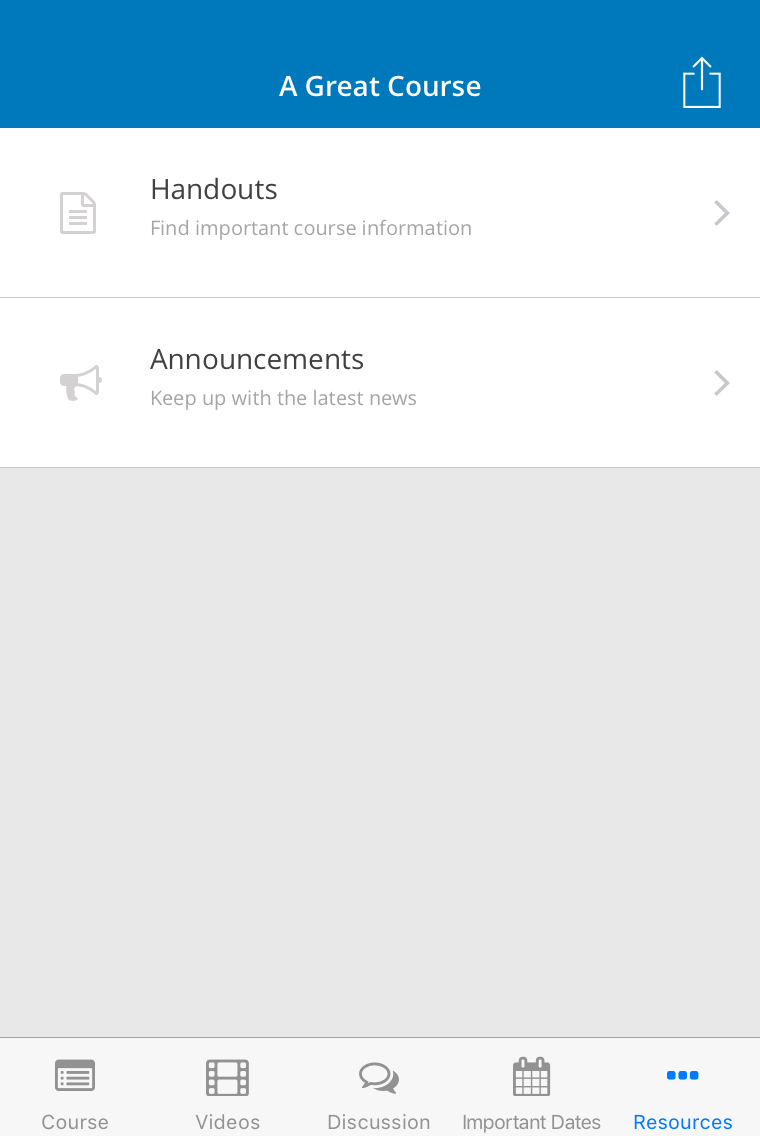 A Great Course
Handouts
Find important course information
Announcements
Keep up with the latest news
Course
Videos
Discussion
Important Dates
Resources